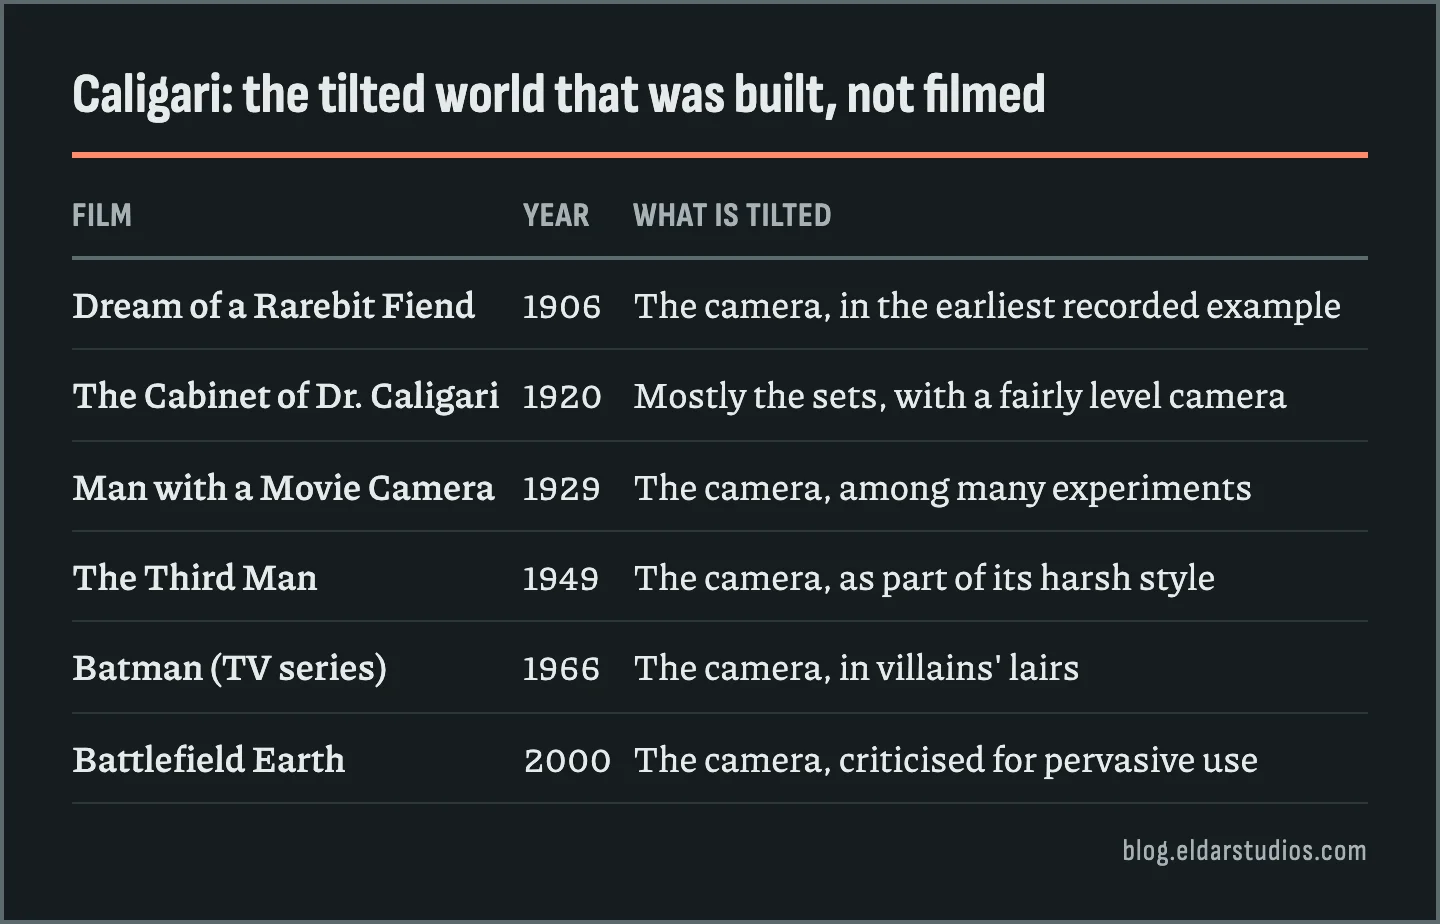 Caligari: the tilted world that was built, not filmed
FILM YEAR WHAT IS TILTED
Dream of a Rarebit Fiend 1906 The camera, in the earliest recorded example
The Cabinet of Dr. Caligari 1920 Mostly the sets, with a fairly level camera
Man with a Movie Camera 1929 The camera, among many experiments
The Third Man 1949 The camera, as part of its harsh style
Batman (TV series) 1966 The camera, in villains' lairs
Battlefield Earth 2000 The camera, criticised for pervasive use
blog.eldarstudios.com